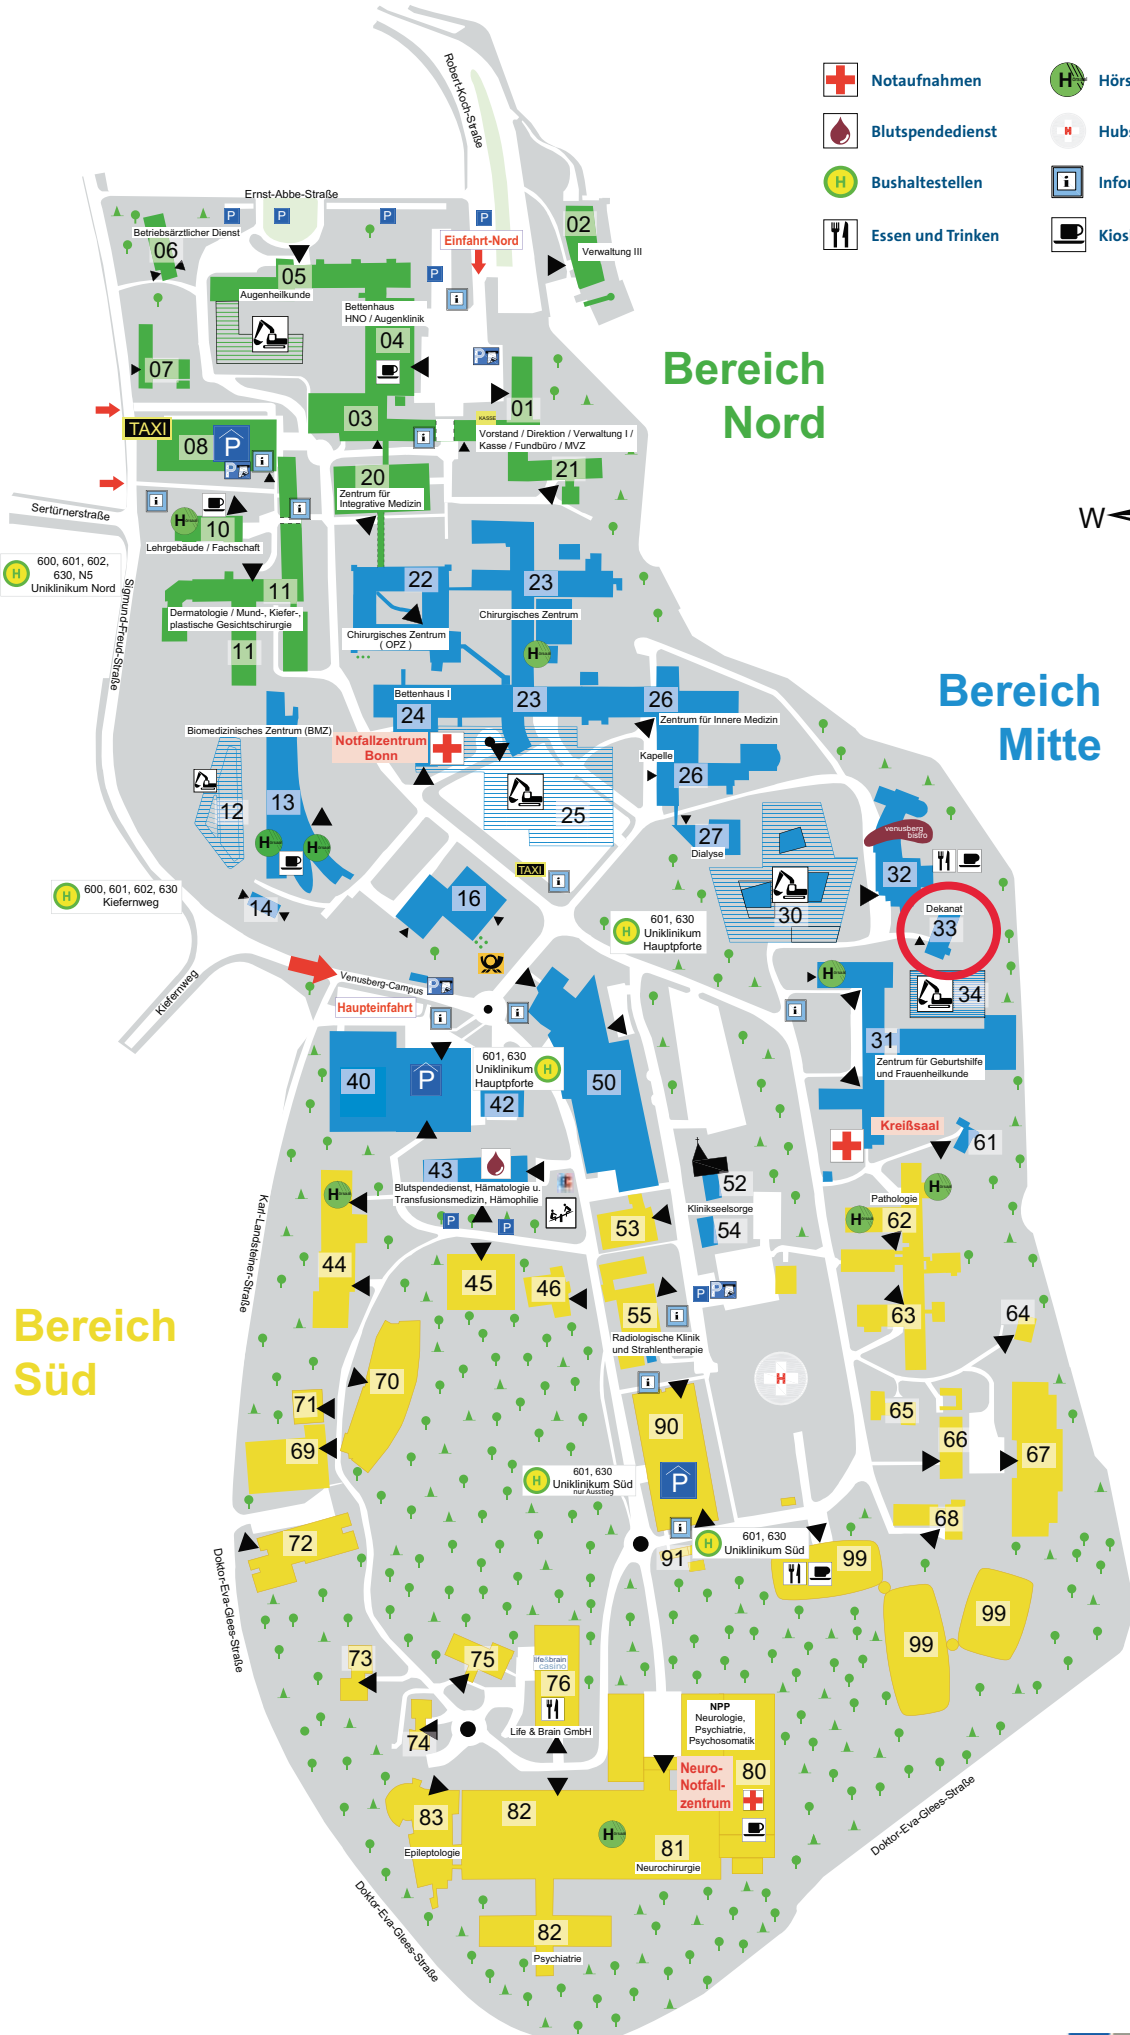 Robert-Koch-Straße
Notaufnahmen
Blutspendedienst
H
Bushaltestellen
Essen und Trinken
H
H
i
Ernst-Abbe-Straße
P
P
P
P
Betriebsärztlicher Dienst
06
Einfahrt-Nord
02
Verwaltung III
05
Augenheilkunde
P
i
Bettenhaus
HNO / Augenklinik
04
07
P
01
Bereich
Nord
03
KASSE
i
Vorstand / Direktion / Verwaltung I /
Kasse / Fundbüro / MVZ
TAXI
08
P
P
i
20
Zentrum für
Integrative Medizin
21
Sertürnerstraße
i
i
10
H
Lehrgebäude / Fachschaft
W
H
600, 601, 602,
630, N5
Uniklinikum Nord
Sigmund-Freud-Straße
11
Dermatologie / Mund-, Kiefer-,
plastische Gesichtschirurgie
11
22
23
Chirurgisches Zentrum
Chirurgisches Zentrum
( OPZ )
H
Bereich
Mitte
Bettenhaus I
24
23
26
Zentrum für Innere Medizin
Biomedizinisches Zentrum (BMZ)
Notfallzentrum
Bonn
Kapelle
26
12
13
25
H
H
27
Dialyse
venusberg
bistro
32
30
Dekanat
33
TAXI
i
H
600, 601, 602, 630
Kiefernweg
14
16
H
601, 630
Uniklinikum
Hauptpforte
Kiefernweg
Venusberg-Campus
P
Haupteinfahrt
i
i
H
34
i
31
Zentrum für Geburtshilfe
und Frauenheilkunde
40
P
601, 630
Uniklinikum
Hauptpforte
H
42
50
Kreißsaal
61
43
Blutspendedienst, Hämatologie u.
Transfusionsmedizin, Hämophilie
52
Klinikseelsorge
54
H
Pathologie
H
62
H
P
P
53
44
Karl-Landsteiner-Straße
45
46
55
P
P
i
Radiologische Klinik
und Strahlentherapie
63
64
Bereich
Süd
i
H
70
71
69
90
P
65
66
67
H
601, 630
Uniklinikum Süd
nur Ausstieg
68
i
H
601, 630
Uniklinikum Süd
91
99
72
Doktor-Eva-Glees-Straße
99
99
73
75
life&brain
casino
76
Life & Brain GmbH
74
NPP
Neurologie,
Psychiatrie,
Psychosomatik
Neuro-
Notfall-
zentrum
80
83
Epileptologie
82
H
81
Neurochirurgie
Doktor-Eva-Glees-Straße
Doktor-Eva-Glees-Straße
82
Psychiatrie